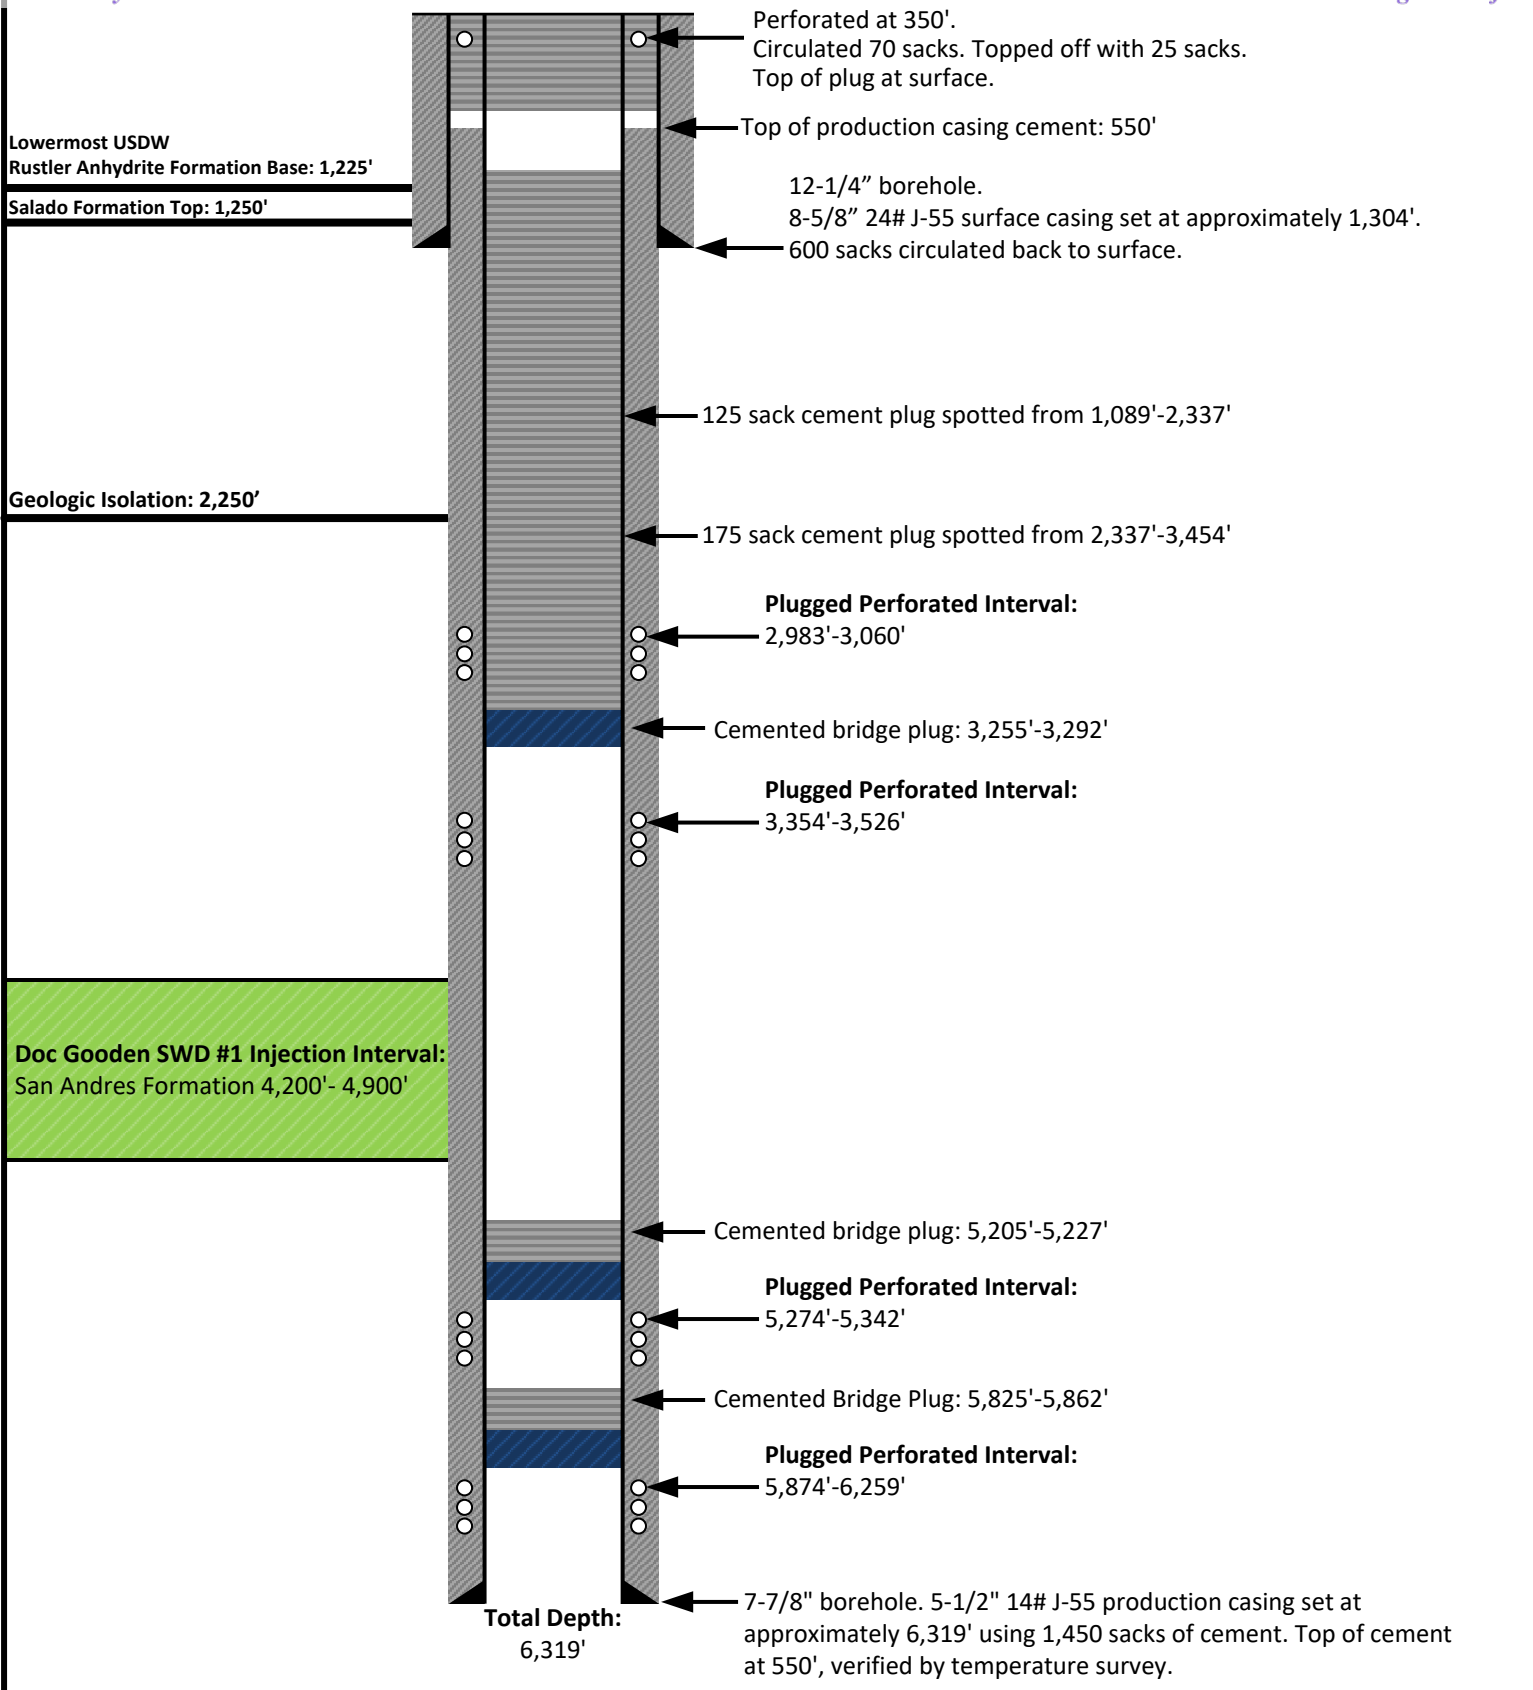 Perforated at 350'.
Circulated 70 sacks. Topped off with 25 sacks.
Top of plug at surface.
Top of production casing cement: 550'
Lowermost USDW
Rustler Anhydrite Formation Base: 1,225'
Salado Formation Top: 1,250'
12-1/4” borehole.
8-5/8” 24# J-55 surface casing set at approximately 1,304'.
600 sacks circulated back to surface.
125 sack cement plug spotted from 1,089'-2,337'
Geologic Isolation: 2,250’
175 sack cement plug spotted from 2,337'-3,454'
Plugged Perforated Interval:
2,983'-3,060'
Cemented bridge plug: 3,255'-3,292'
Plugged Perforated Interval:
3,354'-3,526'
Doc Gooden SWD #1 Injection Interval:
San Andres Formation 4,200'- 4,900'
Cemented bridge plug: 5,205'-5,227'
Plugged Perforated Interval:
5,274'-5,342'
Cemented Bridge Plug: 5,825'-5,862'
Plugged Perforated Interval:
5,874'-6,259'
Total Depth:
6,319'
7-7/8" borehole. 5-1/2" 14# J-55 production casing set at
approximately 6,319' using 1,450 sacks of cement. Top of cement
at 550', verified by temperature survey.